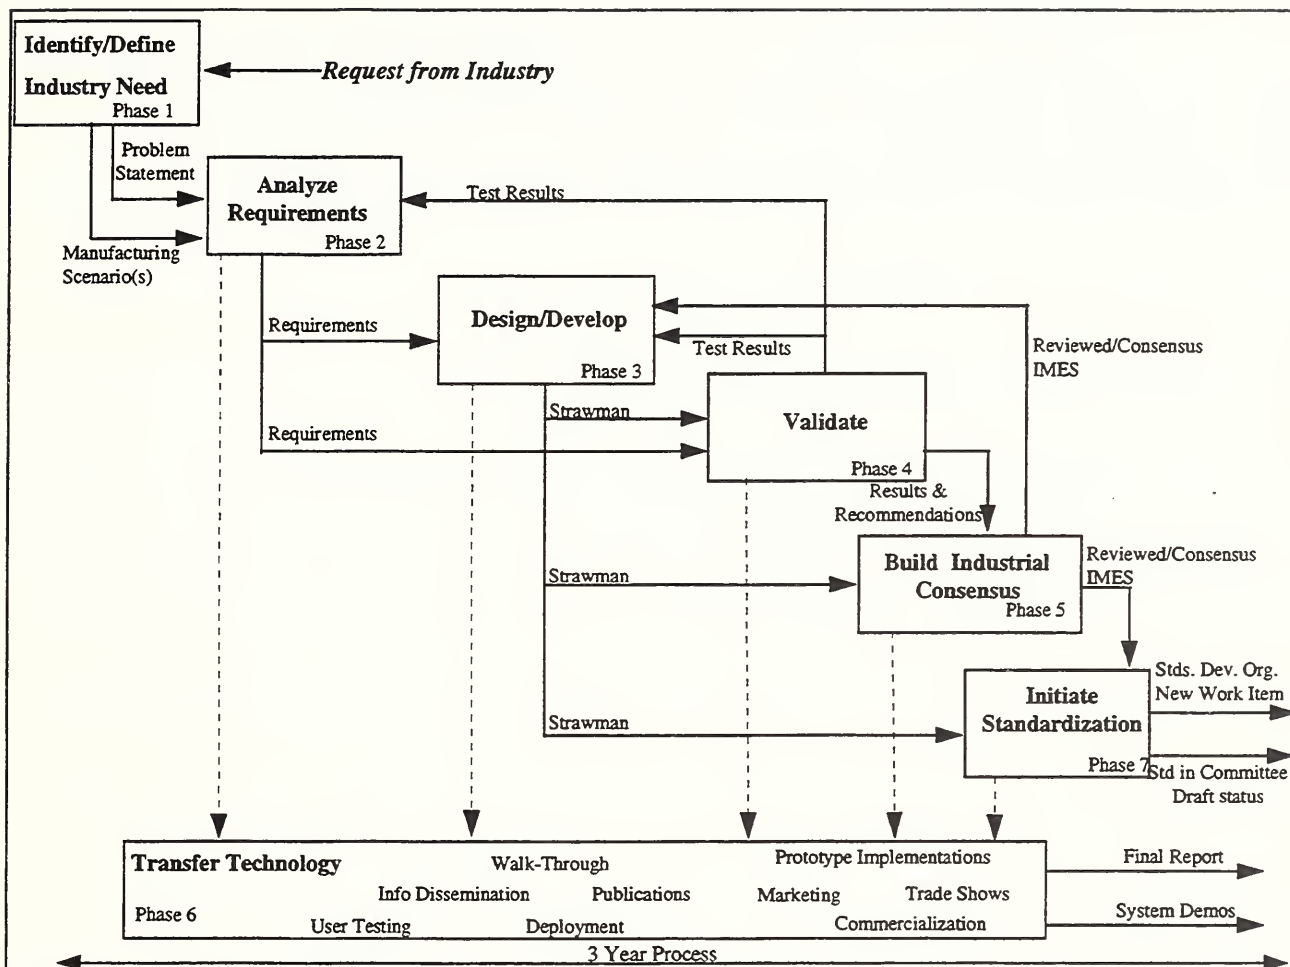 Identify/Define
Industry Need
Phase 1
Request from Industry
Problem
Statement
Manufacturing
Scenario(s)
Analyze
Requirements
Phase 2
Test Results
Requirements
Design/Develop
Phase 3
Test Results
Reviewed/Consensus
IMES
Requirements
Strawman
Validate
Phase 4
Results &
Recommendations
Strawman
Build Industrial
Consensus
Phase 5
Reviewed/Consensus
IMES
Strawman
Initiate
Standardization
Phase 7
Stds. Dev. Org.
New Work Item
Std in Committee
Draft status
Transfer Technology
Phase 6
Walk-Through
Prototype Implementations
Info Dissemination
Publications
Marketing
Trade Shows
User Testing
Deployment
Commercialization
Final Report
System Demos
3 Year Process